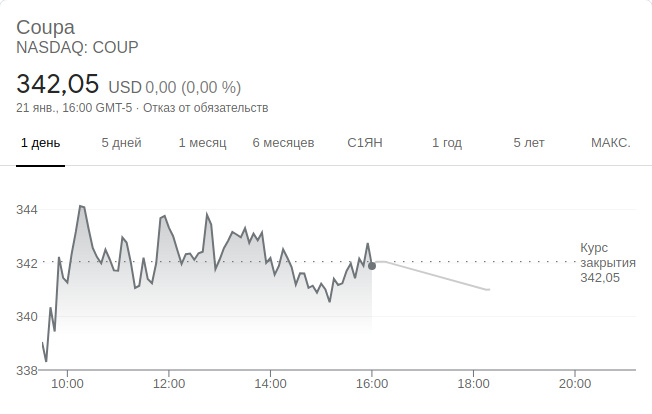 Coupa
NASDAQ: COUP
342,05 USD 0,00 (0,00 %)
21 янв., 16:00 GMT-5 · Отказ от обязательств
1 день 5 дней 1 месяц 6 месяцев С1ЯН 1 год 5 лет МАКС.
344
342
340
338
Курс
закрытия
342,05
10:00 12:00 14:00 16:00 18:00 20:00